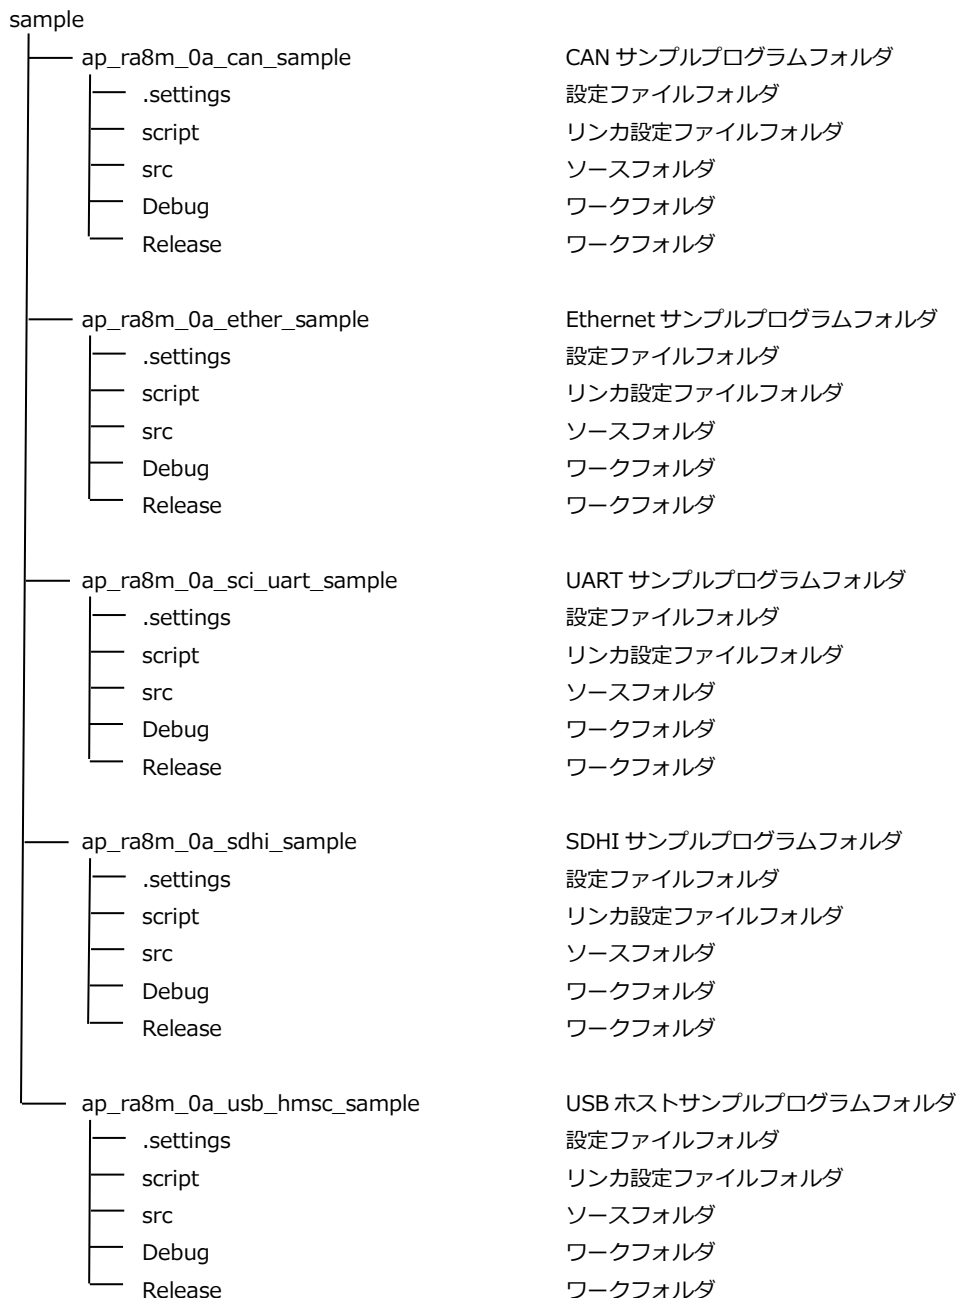 sample
ap_ra8m_0a_can_sample CAN サンプルプログラムフォルダ
.settings 設定ファイルフォルダ
script リンカ設定ファイルフォルダ
src ソースフォルダ
Debug ワークフォルダ
Release ワークフォルダ
ap_ra8m_0a_ether_sample Ethernet サンプルプログラムフォルダ
.settings 設定ファイルフォルダ
script リンカ設定ファイルフォルダ
src ソースフォルダ
Debug ワークフォルダ
Release ワークフォルダ
ap_ra8m_0a_sci_uart_sample UART サンプルプログラムフォルダ
.settings 設定ファイルフォルダ
script リンカ設定ファイルフォルダ
src ソースフォルダ
Debug ワークフォルダ
Release ワークフォルダ
ap_ra8m_0a_sdhi_sample SDHI サンプルプログラムフォルダ
.settings 設定ファイルフォルダ
script リンカ設定ファイルフォルダ
src ソースフォルダ
Debug ワークフォルダ
Release ワークフォルダ
ap_ra8m_0a_usb_hmsc_sample USB ホストサンプルプログラムフォルダ
.settings 設定ファイルフォルダ
script リンカ設定ファイルフォルダ
src ソースフォルダ
Debug ワークフォルダ
Release ワークフォルダ